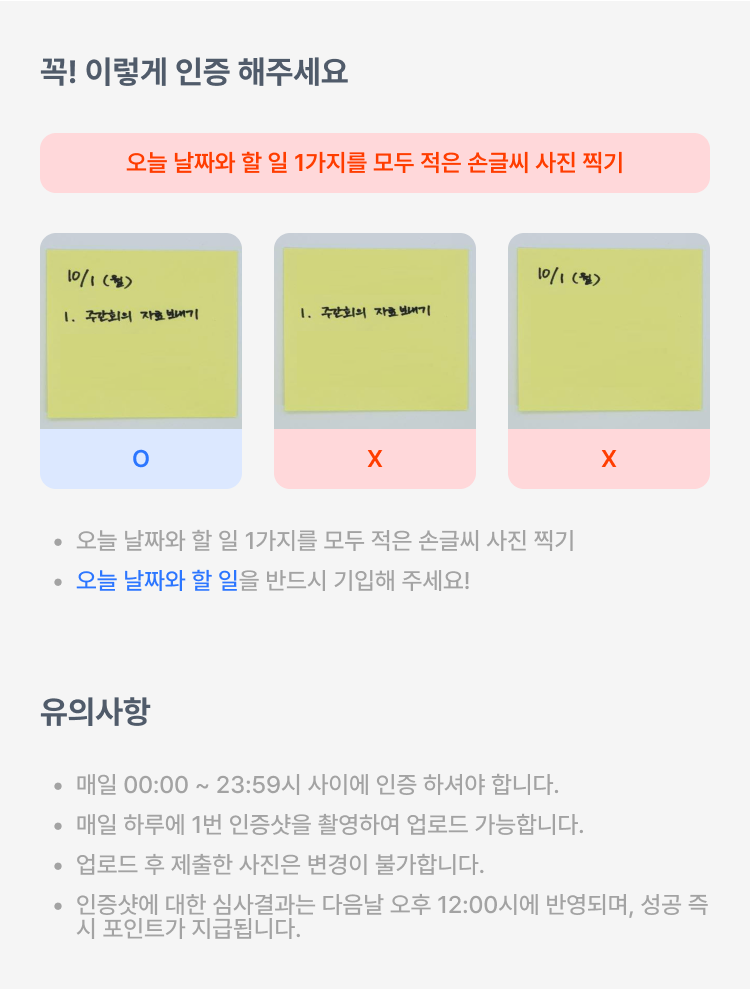 꼭! 이렇게 인증 해주세요
오늘 날짜와 할 일 1가지를 모두 적은 손글씨 사진 찍기
10/1 (월)
1. 주간회의 자료 보내기
O
1. 주간회의 자료 보내기
X
10/1 (월)
X
• 오늘 날짜와 할 일 1가지를 모두 적은 손글씨 사진 찍기
• 오늘 날짜와 할 일을 반드시 기입해 주세요!
유의사항
• 매일 00:00 ~ 23:59시 사이에 인증 하셔야 합니다.
• 매일 하루에 1번 인증샷을 촬영하여 업로드 가능합니다.
• 업로드 후 제출한 사진은 변경이 불가합니다.
• 인증샷에 대한 심사결과는 다음날 오후 12:00시에 반영되며, 성공 즉
시 포인트가 지급됩니다.